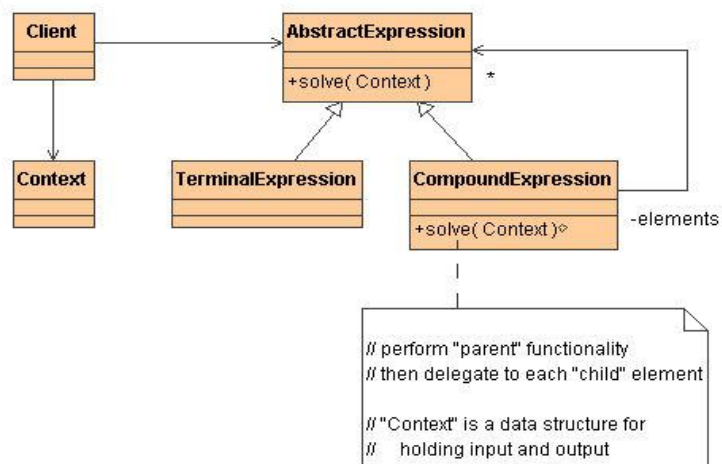 Client
AbstractExpression
+solve( Context )
*
Context
TerminalExpression
CompoundExpression
+solve( Context )
-elements
// perform "parent" functionality
// then delegate to each "child" element
// "Context" is a data structure for
// holding input and output